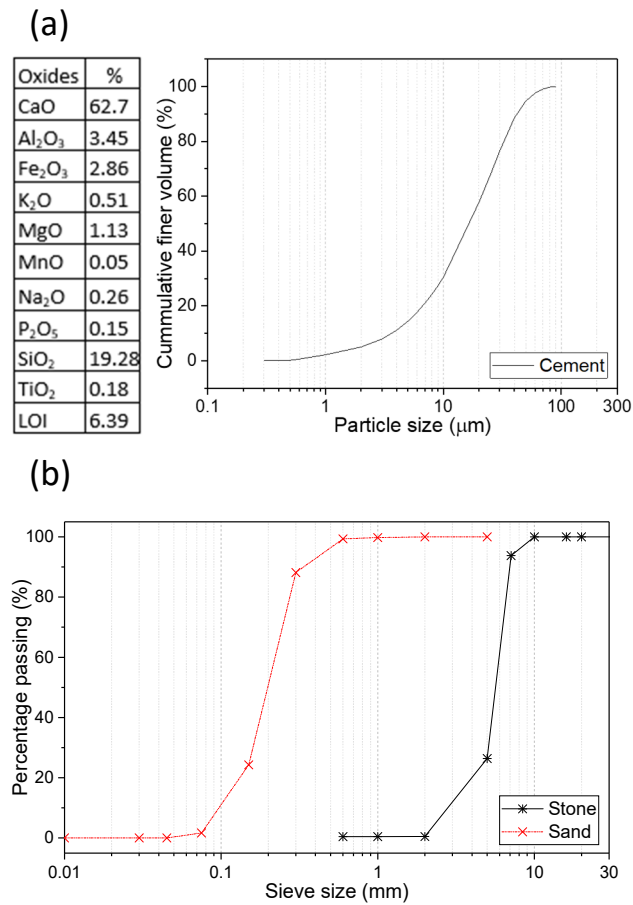 (a)
Oxides %
CaO 62.7
Al₂O₃ 3.45
Fe₂O₃ 2.86
K₂O 0.51
MgO 1.13
MnO 0.05
Na₂O 0.26
P₂O₅ 0.15
SiO₂ 19.28
TiO₂ 0.18
LOI 6.39
Cummulative finer volume (%)
100
80
60
40
20
0
Cement
0.1 1 10 100 300
Particle size (μm)
(b)
Percentage passing (%)
100
80
60
40
20
0
Stone
Sand
0.01 0.1 1 10 30
Sieve size (mm)